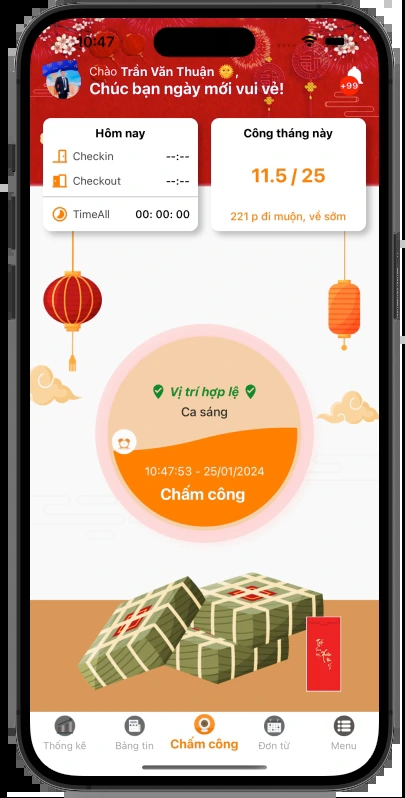 10:47
Chào Trần Văn Thuận 🌞,
Chúc bạn ngày mới vui vẻ!
+99
Hôm nay
Checkin --:--
Checkout --:--
TimeAll 00: 00: 00
Công tháng này
11.5 / 25
221 p đi muộn, về sớm
Vị trí hợp lệ
Ca sáng
10:47:53 - 25/01/2024
Chấm công
Thống kê
Bảng tin
Chấm công
Đơn từ
Menu